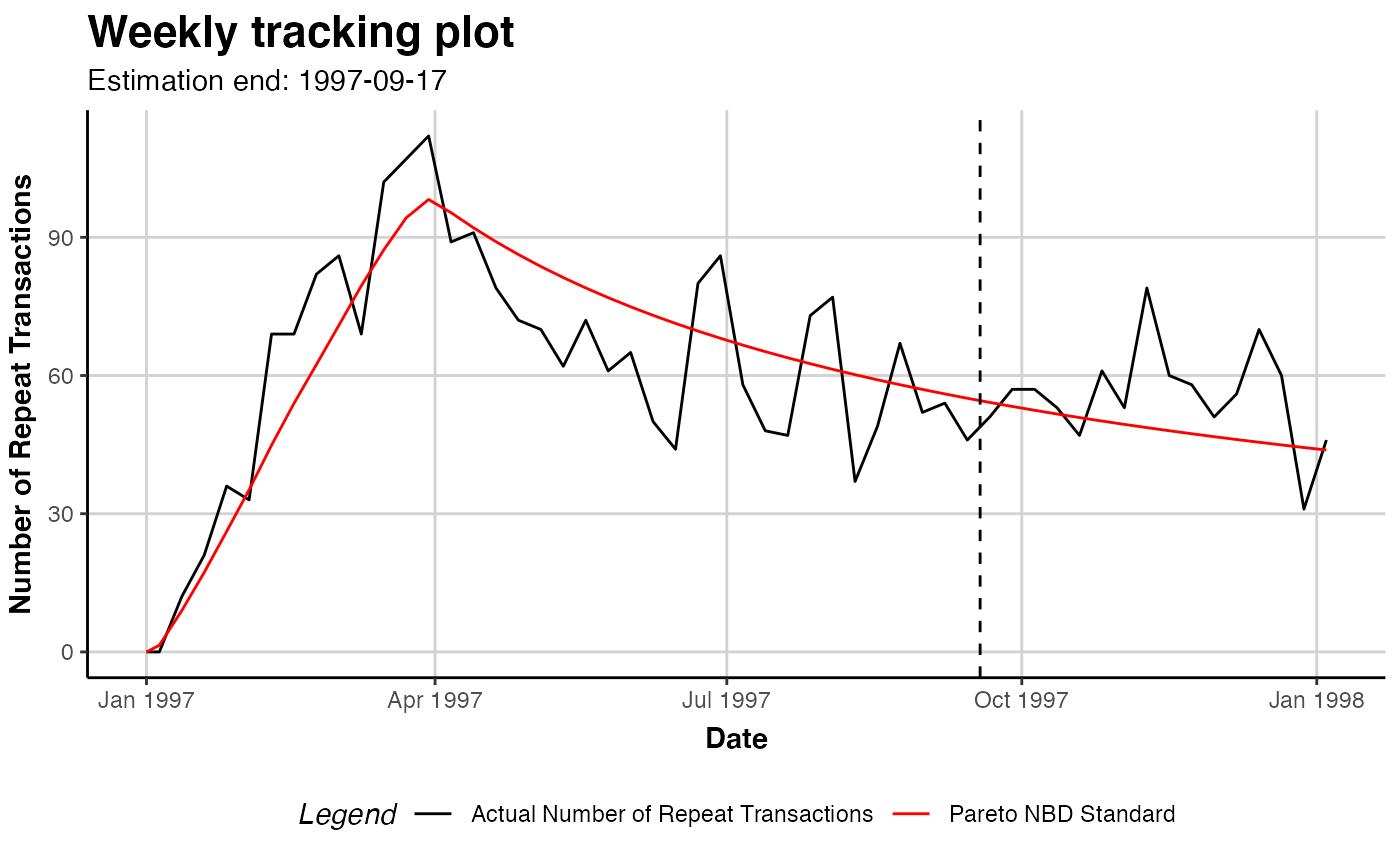 Weekly tracking plot
Estimation end: 1997-09-17
Number of Repeat Transactions
90
60
30
0
Jan 1997 Apr 1997 Jul 1997 Oct 1997 Jan 1998
Date
Legend Actual Number of Repeat Transactions Pareto NBD Standard